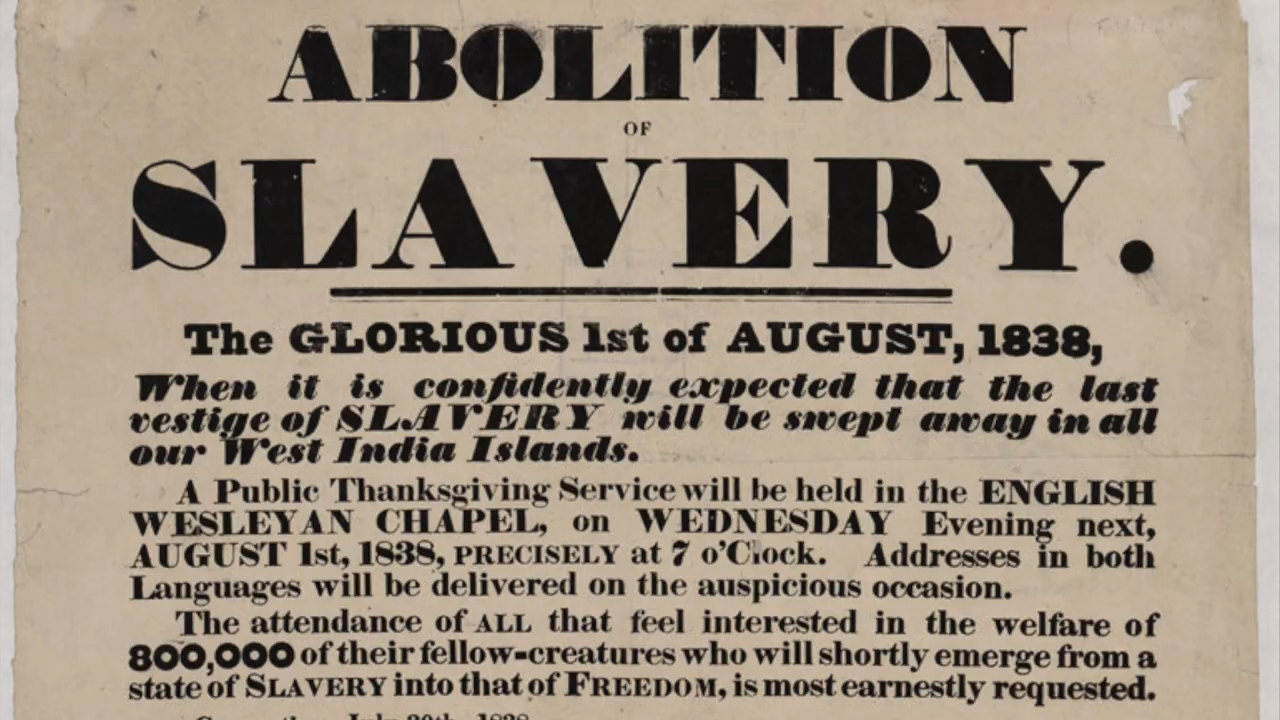 ABOLITION
OF
SLAVERY.
The GLORIOUS 1st of AUGUST, 1838,
When it is confidently expected that the last
vestige of SLAVERY will be swept away in all
our West India Islands.
A Public Thanksgiving Service will be held in the ENGLISH
WESLEYAN CHAPEL, on WEDNESDAY Evening next,
AUGUST 1st, 1838, PRECISELY at 7 o'Clock. Addresses in both
Languages will be delivered on the auspicious occasion.
The attendance of ALL that feel interested in the welfare of
800,000 of their fellow-creatures who will shortly emerge from a
state of SLAVERY into that of FREEDOM, is most earnestly requested.
July 30th, 1838